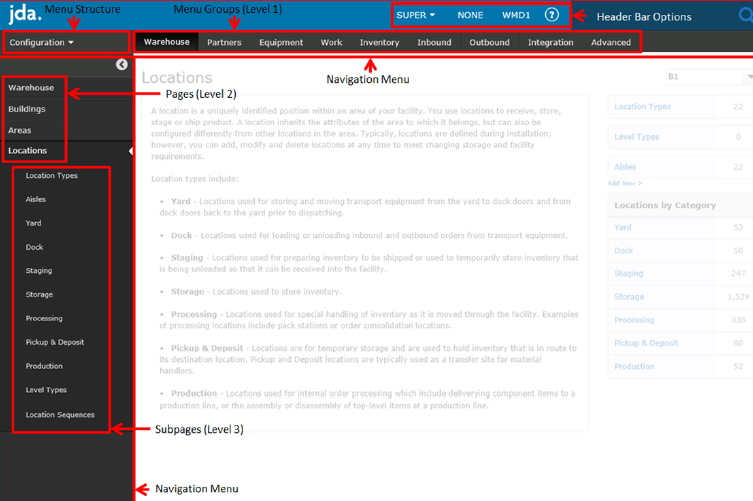 jda.
Menu Structure
Menu Groups (Level 1)
SUPER
NONE
WMD1
?
Header Bar Options
Configuration
Warehouse
Partners
Equipment
Work
Inventory
Inbound
Outbound
Integration
Advanced
Navigation Menu
Warehouse
Buildings
Areas
Locations
Pages (Level 2)
Location Types
Aisles
Yard
Dock
Staging
Storage
Processing
Pickup & Deposit
Production
Level Types
Location Sequences
Subpages (Level 3)
Navigation Menu
Locations
A location is a uniquely identified position within an area of your facility. You use locations to receive, store,
stage or ship product. A location inherits the attributes of the area to which it belongs, but can also be
configured differently from other locations in the area. Typically, locations are defined during installation;
however, you can add, modify and delete locations at any time to meet changing storage and facility
requirements.
Location types include:
• Yard - Locations used for storing and moving transport equipment from the yard to dock doors and from
dock doors back to the yard prior to dispatching.
• Dock - Locations used for loading or unloading inbound and outbound orders from transport equipment.
• Staging - Locations used for preparing inventory to be shipped or used to temporarily store inventory that
is being unloaded so that it can be received into the facility.
• Storage - Locations used to store inventory.
• Processing - Locations used for special handling of inventory as it is moved through the facility. Examples
of processing locations include pack stations or order consolidation locations.
• Pickup & Deposit - Locations are for temporary storage and are used to hold inventory that is in route to
its destination location. Pickup and Deposit locations are typically used as a transfer site for material
handlers.
• Production - Locations used for internal order processing which include deliverying component items to a
production line, or the assembly or disassembly of top-level items at a production line.
B1
Location Types 22
Level Types 0
Aisles 22
Add New >
Locations by Category
Yard 53
Dock 50
Staging 247
Storage 1,529
Processing 338
Pickup & Deposit 80
Production 52